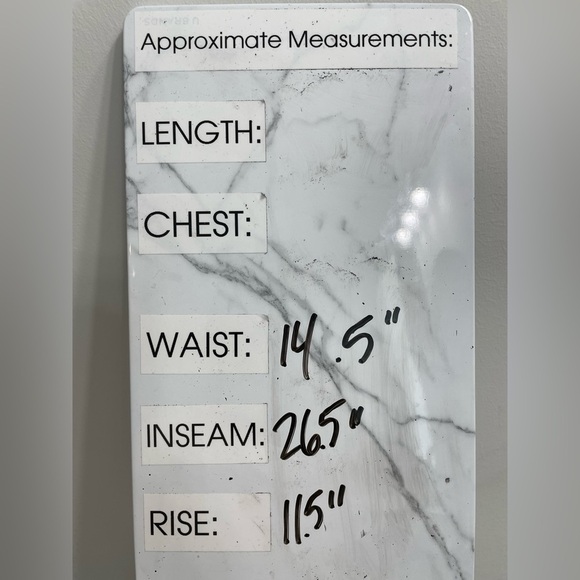 Approximate Measurements:
LENGTH:
CHEST:
WAIST: 14.5"
INSEAM: 26.5"
RISE: 11.5"